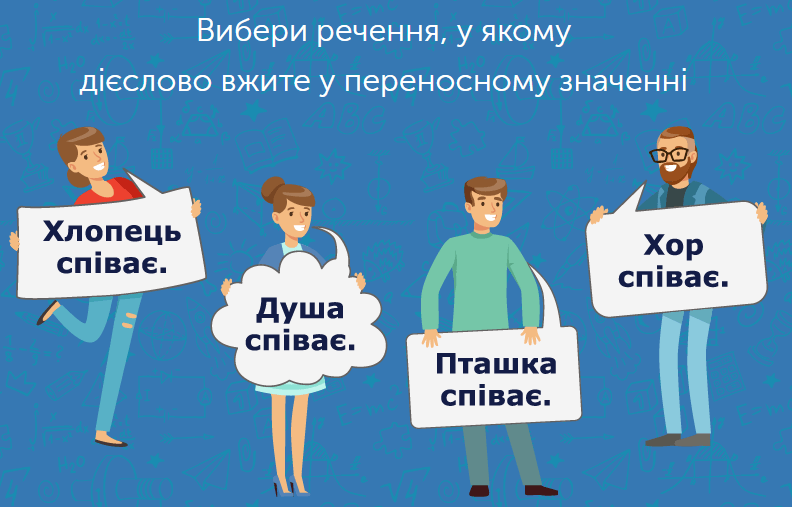 Вибери речення, у якому
дієслово вжите у переносному значенні
Хлопець
співає.
Душа
співає.
Пташка
співає.
Хор
співає.